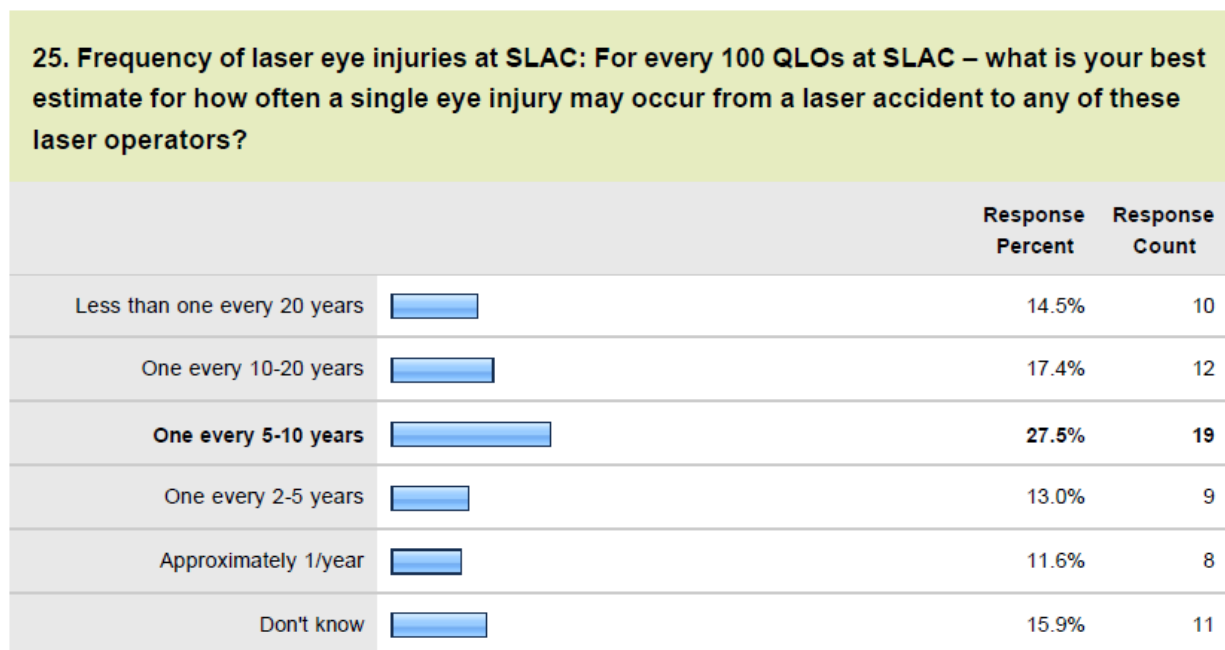 25. Frequency of laser eye injuries at SLAC: For every 100 QLOs at SLAC – what is your best
estimate for how often a single eye injury may occur from a laser accident to any of these
laser operators?
Response Response
Percent Count
Less than one every 20 years 14.5% 10
One every 10-20 years 17.4% 12
One every 5-10 years 27.5% 19
One every 2-5 years 13.0% 9
Approximately 1/year 11.6% 8
Don't know 15.9% 11